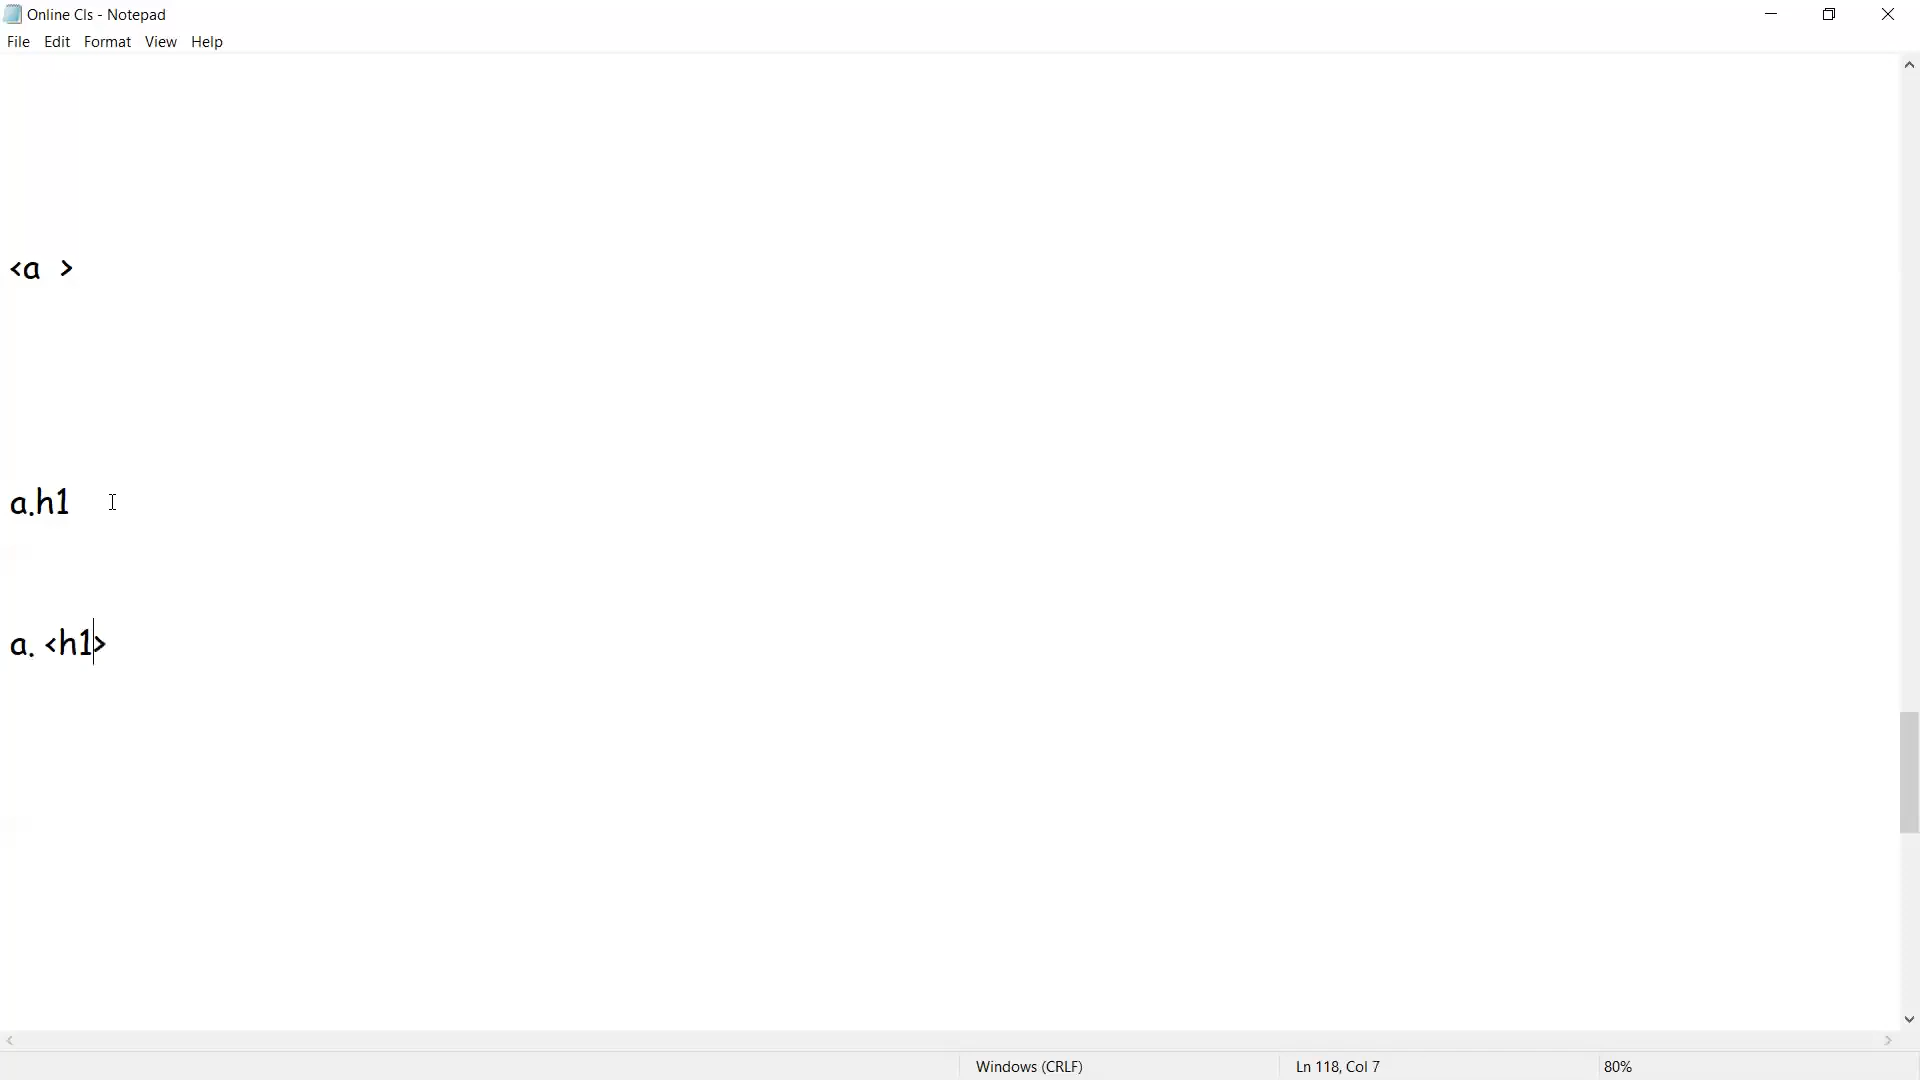 Online Cls - Notepad
File Edit Format View Help
<a  >
a.h1
a. <h1>
Windows (CRLF) Ln 118, Col 7 80%